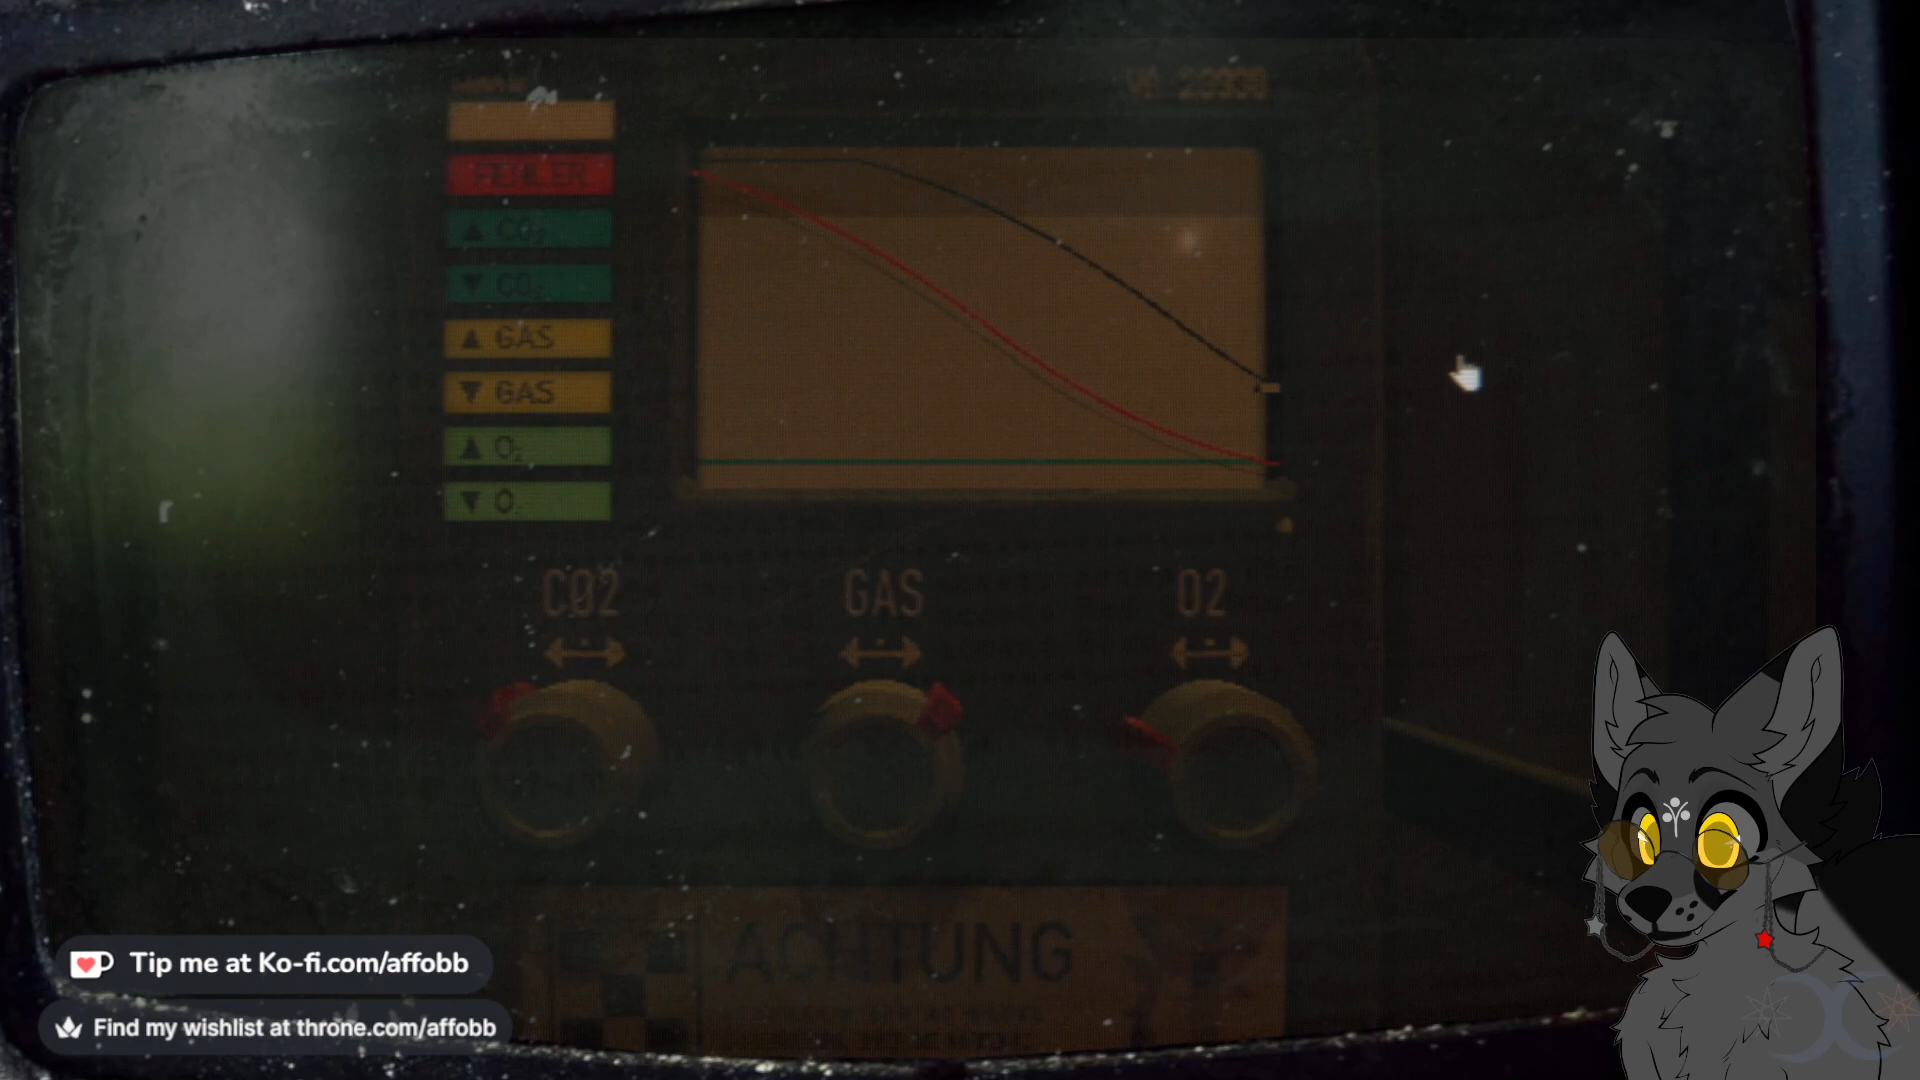 FEHLER
▲ CO₂
▼ CO₂
▲ GAS
▼ GAS
▲ O₂
▼ O₂
CO2
GAS
O2
ACHTUNG
Tip me at Ko-fi.com/affobb
Find my wishlist at throne.com/affobb